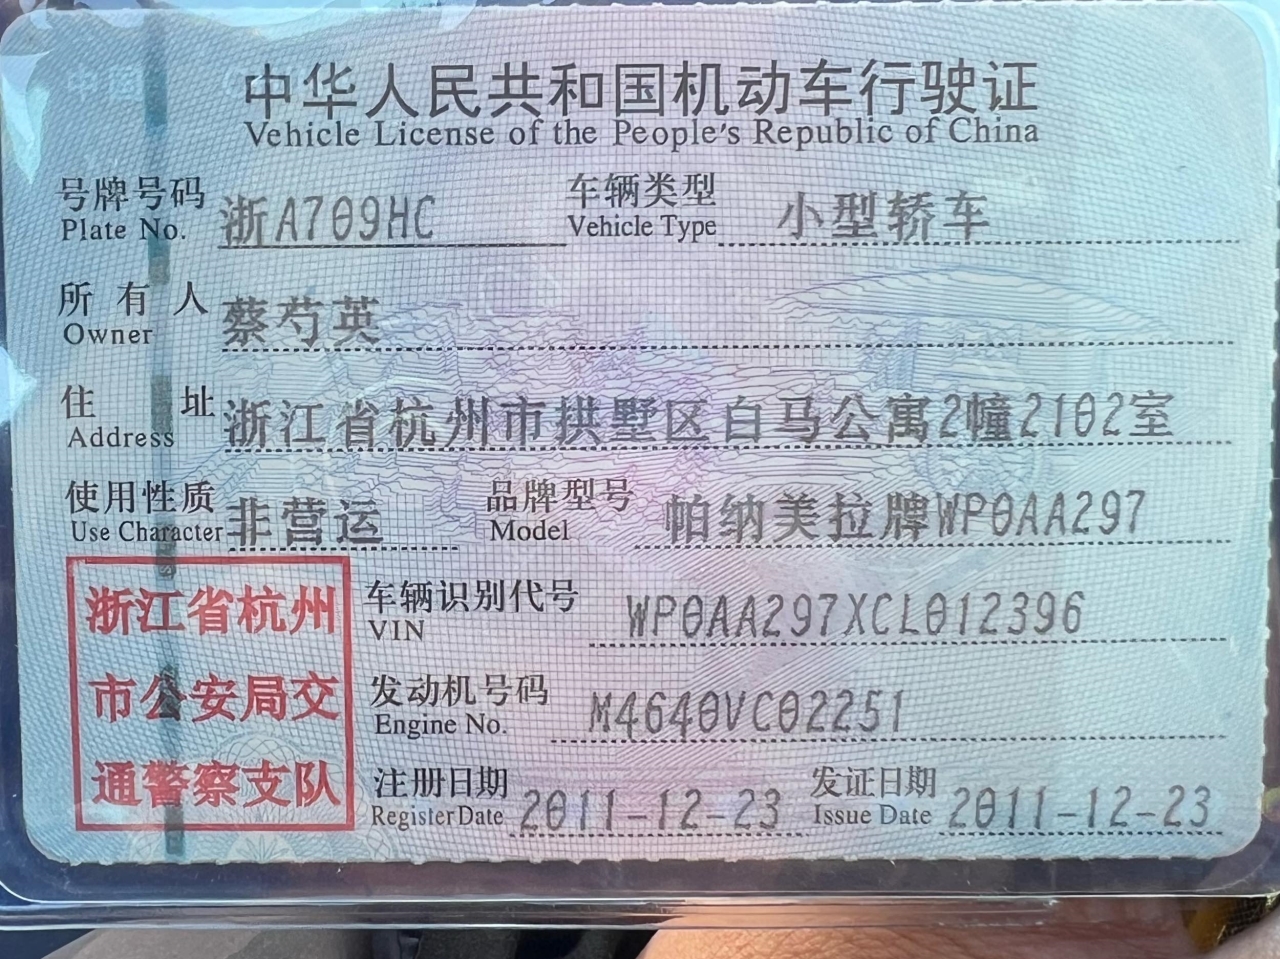 中华人民共和国机动车行驶证
Vehicle License of the People's Republic of China
号牌号码 浙A709HC 车辆类型 小型轿车
Plate No. Vehicle Type
所有人 蔡芍英
Owner
住址 浙江省杭州市拱墅区白马公寓2幢2102室
Address
使用性质 非营运 品牌型号 帕纳美拉牌WP0AA297
Use Character Model
浙江省杭州
市公安局交
通警察支队
车辆识别代号 WP0AA297XCL012396
VIN
发动机号码 M4640VC02251
Engine No.
注册日期 2011-12-23 发证日期 2011-12-23
Register Date Issue Date